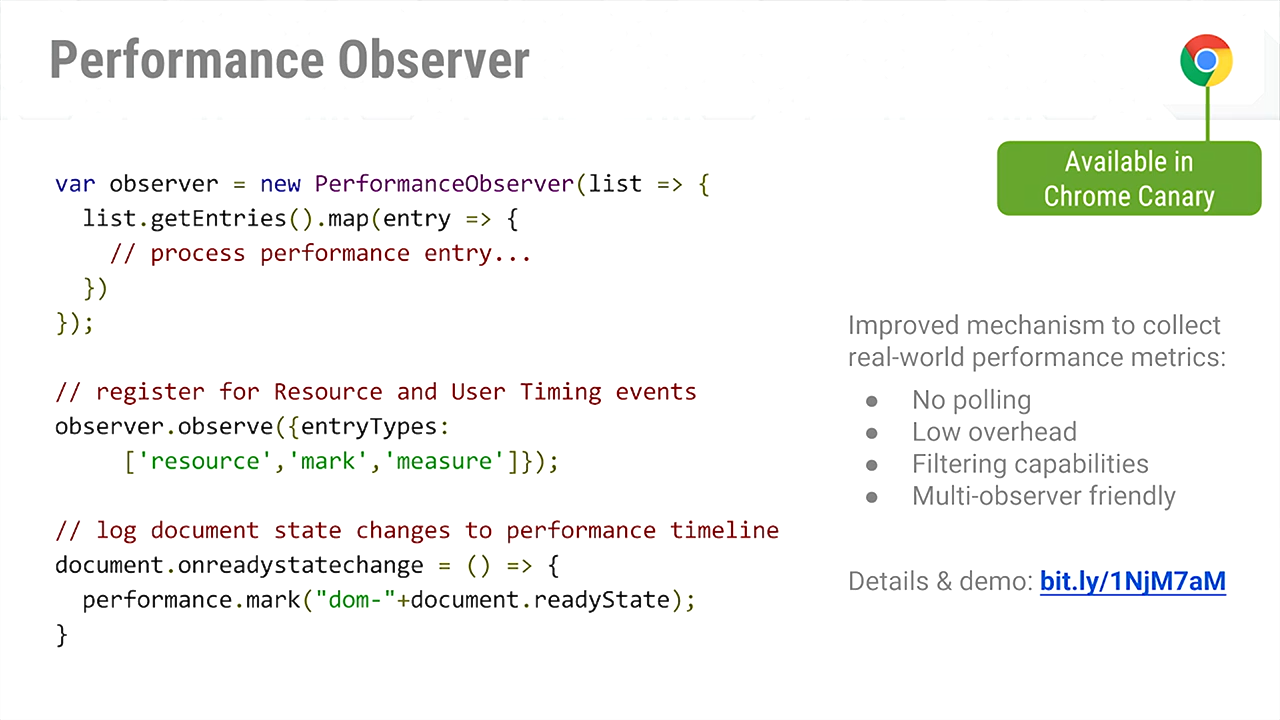 Performance Observer
Available in
Chrome Canary
var observer = new PerformanceObserver(list => {
  list.getEntries().map(entry => {
    // process performance entry...
  })
});
// register for Resource and User Timing events
observer.observe({entryTypes:
     ['resource','mark','measure']});
// log document state changes to performance timeline
document.onreadystatechange = () => {
  performance.mark("dom-"+document.readyState);
}
Improved mechanism to collect
real-world performance metrics:
● No polling
● Low overhead
● Filtering capabilities
● Multi-observer friendly
Details & demo: bit.ly/1NjM7aM